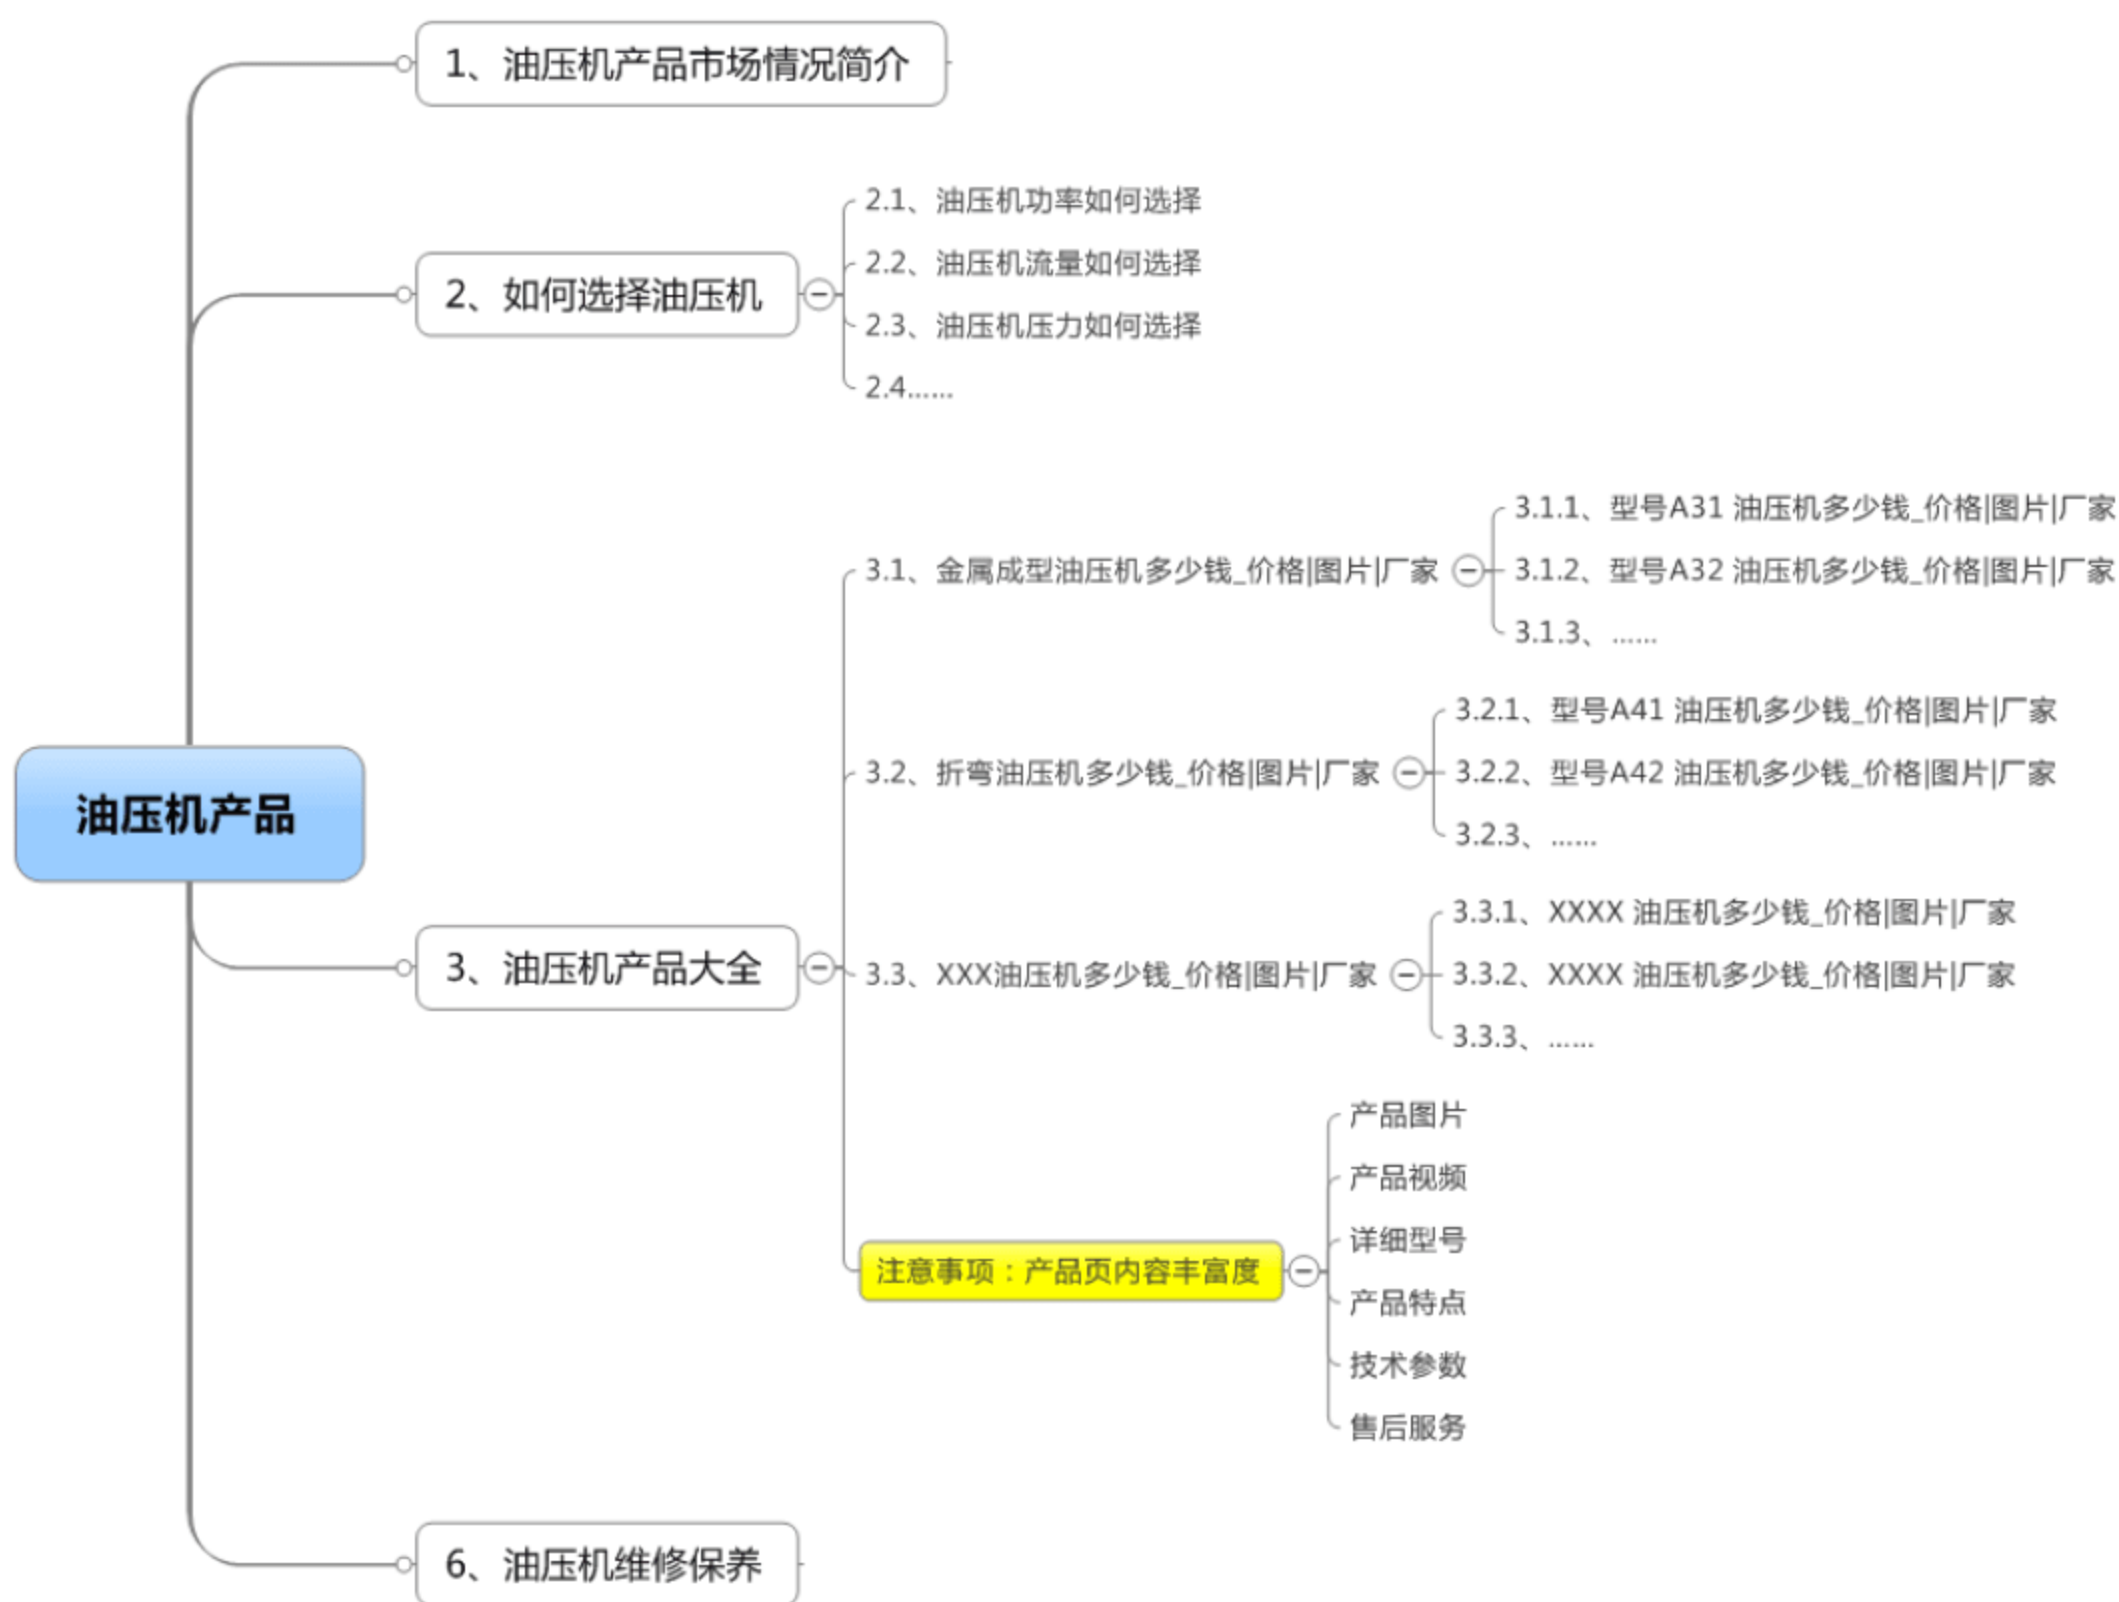 1、油压机产品市场情况简介
2、如何选择油压机
2.1、油压机功率如何选择
2.2、油压机流量如何选择
2.3、油压机压力如何选择
2.4......
油压机产品
3、油压机产品大全
3.1、金属成型油压机多少钱_价格|图片|厂家
3.1.1、型号A31 油压机多少钱_价格|图片|厂家
3.1.2、型号A32 油压机多少钱_价格|图片|厂家
3.1.3、......
3.2、折弯油压机多少钱_价格|图片|厂家
3.2.1、型号A41 油压机多少钱_价格|图片|厂家
3.2.2、型号A42 油压机多少钱_价格|图片|厂家
3.2.3、......
3.3、XXX油压机多少钱_价格|图片|厂家
3.3.1、XXXX 油压机多少钱_价格|图片|厂家
3.3.2、XXXX 油压机多少钱_价格|图片|厂家
3.3.3、......
注意事项：产品页内容丰富度
产品图片
产品视频
详细型号
产品特点
技术参数
售后服务
6、油压机维修保养